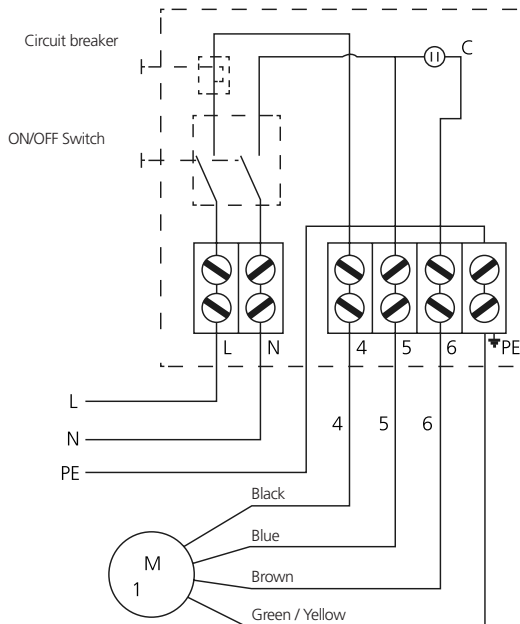 Circuit breaker
C
ON/OFF Switch
L N 4 5 6 PE
L
N
PE
4 5 6
Black
Blue
Brown
Green / Yellow
M
1